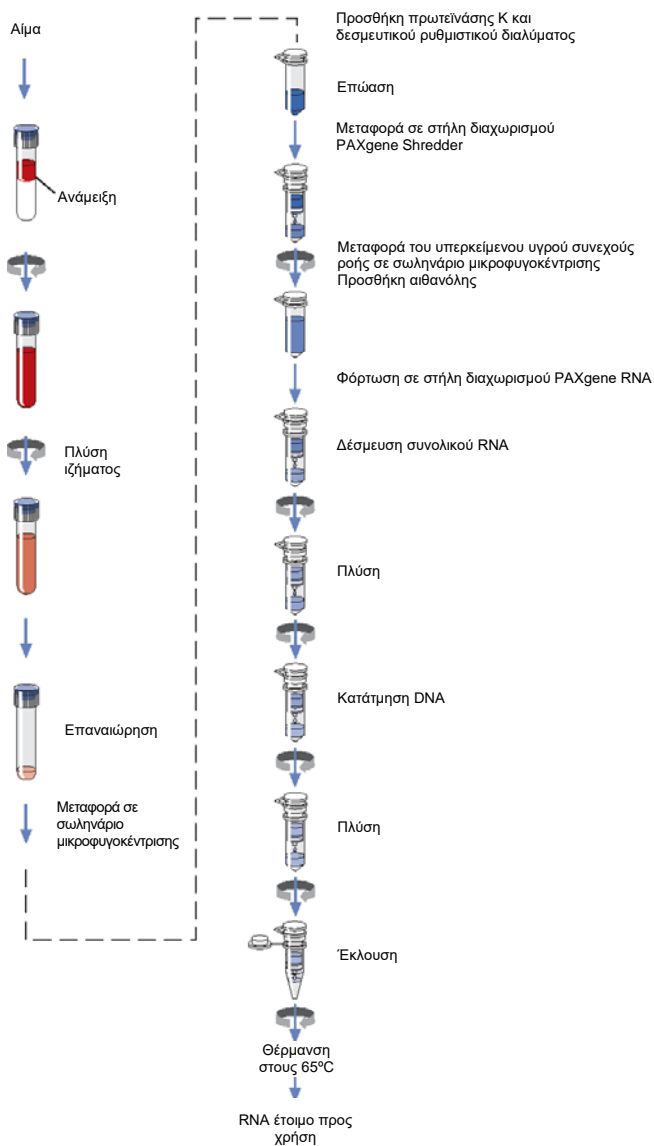 Αίμα
Ανάμειξη
Πλύση
ιζήματος
Επαναιώρηση
Μεταφορά σε
σωληνάριο
μικροφυγοκέντρισης
Προσθήκη πρωτεϊνάσης K και
δεσμευτικού ρυθμιστικού διαλύματος
Επώαση
Μεταφορά σε στήλη διαχωρισμού
PAXgene Shredder
Μεταφορά του υπερκείμενου υγρού συνεχούς
ροής σε σωληνάριο μικροφυγοκέντρισης
Προσθήκη αιθανόλης
Φόρτωση σε στήλη διαχωρισμού PAXgene RNA
Δέσμευση συνολικού RNA
Πλύση
Κατάτμηση DNA
Πλύση
Έκλουση
Θέρμανση
στους 65ºC
RNA έτοιμο προς
χρήση